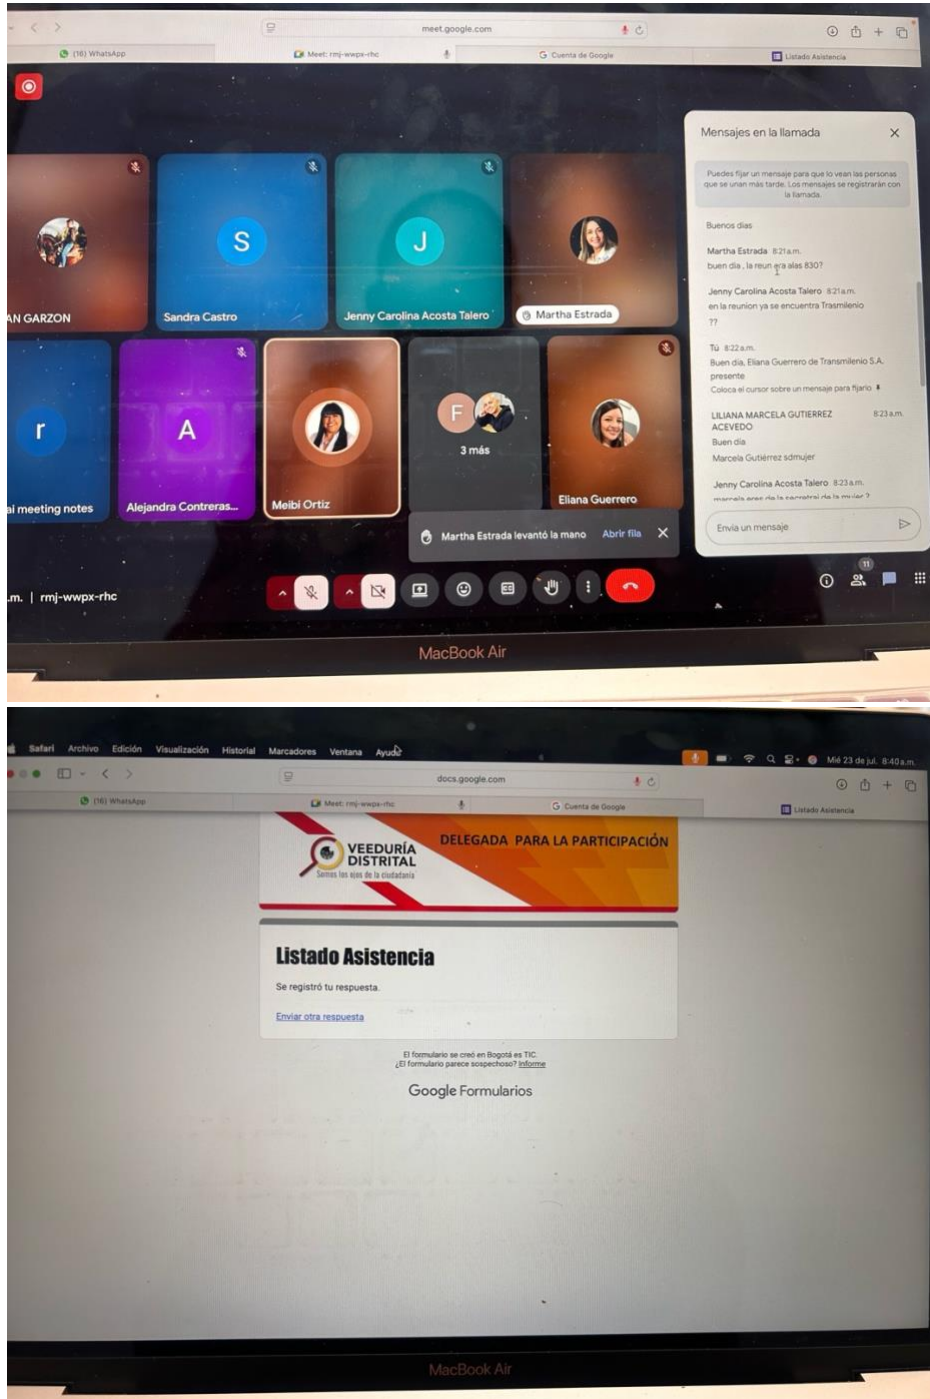 meet.google.com
(16) WhatsApp
Meet: rmj-wwpx-rhc
G Cuenta de Google
Listado Asistencia
Mensajes en la llamada
Puedes fijar un mensaje para que lo vean las personas
que se unan más tarde. Los mensajes se registrarán con
la llamada.
Buenos dias
Martha Estrada 8:21 a.m.
buen dia , la reun era alas 830?
Jenny Carolina Acosta Talero 8:21 a.m.
en la reunion ya se encuentra Trasmilenio
??
Tú 8:22 a.m.
Buen día, Eliana Guerrero de Transmilenio S.A.
presente
Coloca el cursor sobre un mensaje para fijarlo
LILIANA MARCELA GUTIERREZ
ACEVEDO
8:23 a.m.
Buen día
Marcela Gutiérrez sdmujer
Jenny Carolina Acosta Talero 8:23 a.m.
Envía un mensaje
AN GARZON
S
Sandra Castro
J
Jenny Carolina Acosta Talero
Martha Estrada
r
ai meeting notes
A
Alejandra Contreras...
Meibi Ortiz
F
3 más
Eliana Guerrero
Martha Estrada levantó la mano
Abrir fila
11
.m. | rmj-wwpx-rhc
MacBook Air
Safari Archivo Edición Visualización Historial Marcadores Ventana Ayuda
Mié 23 de jul. 8:40 a.m.
docs.google.com
(16) WhatsApp
Meet: rmj-wwpx-rhc
G Cuenta de Google
Listado Asistencia
VEEDURÍA
DISTRITAL
Somos los ojos de la ciudadanía
DELEGADA PARA LA PARTICIPACIÓN
Listado Asistencia
Se registró tu respuesta.
Enviar otra respuesta
El formulario se creó en Bogotá es TIC.
¿El formulario parece sospechoso? Informe
Google Formularios
MacBook Air